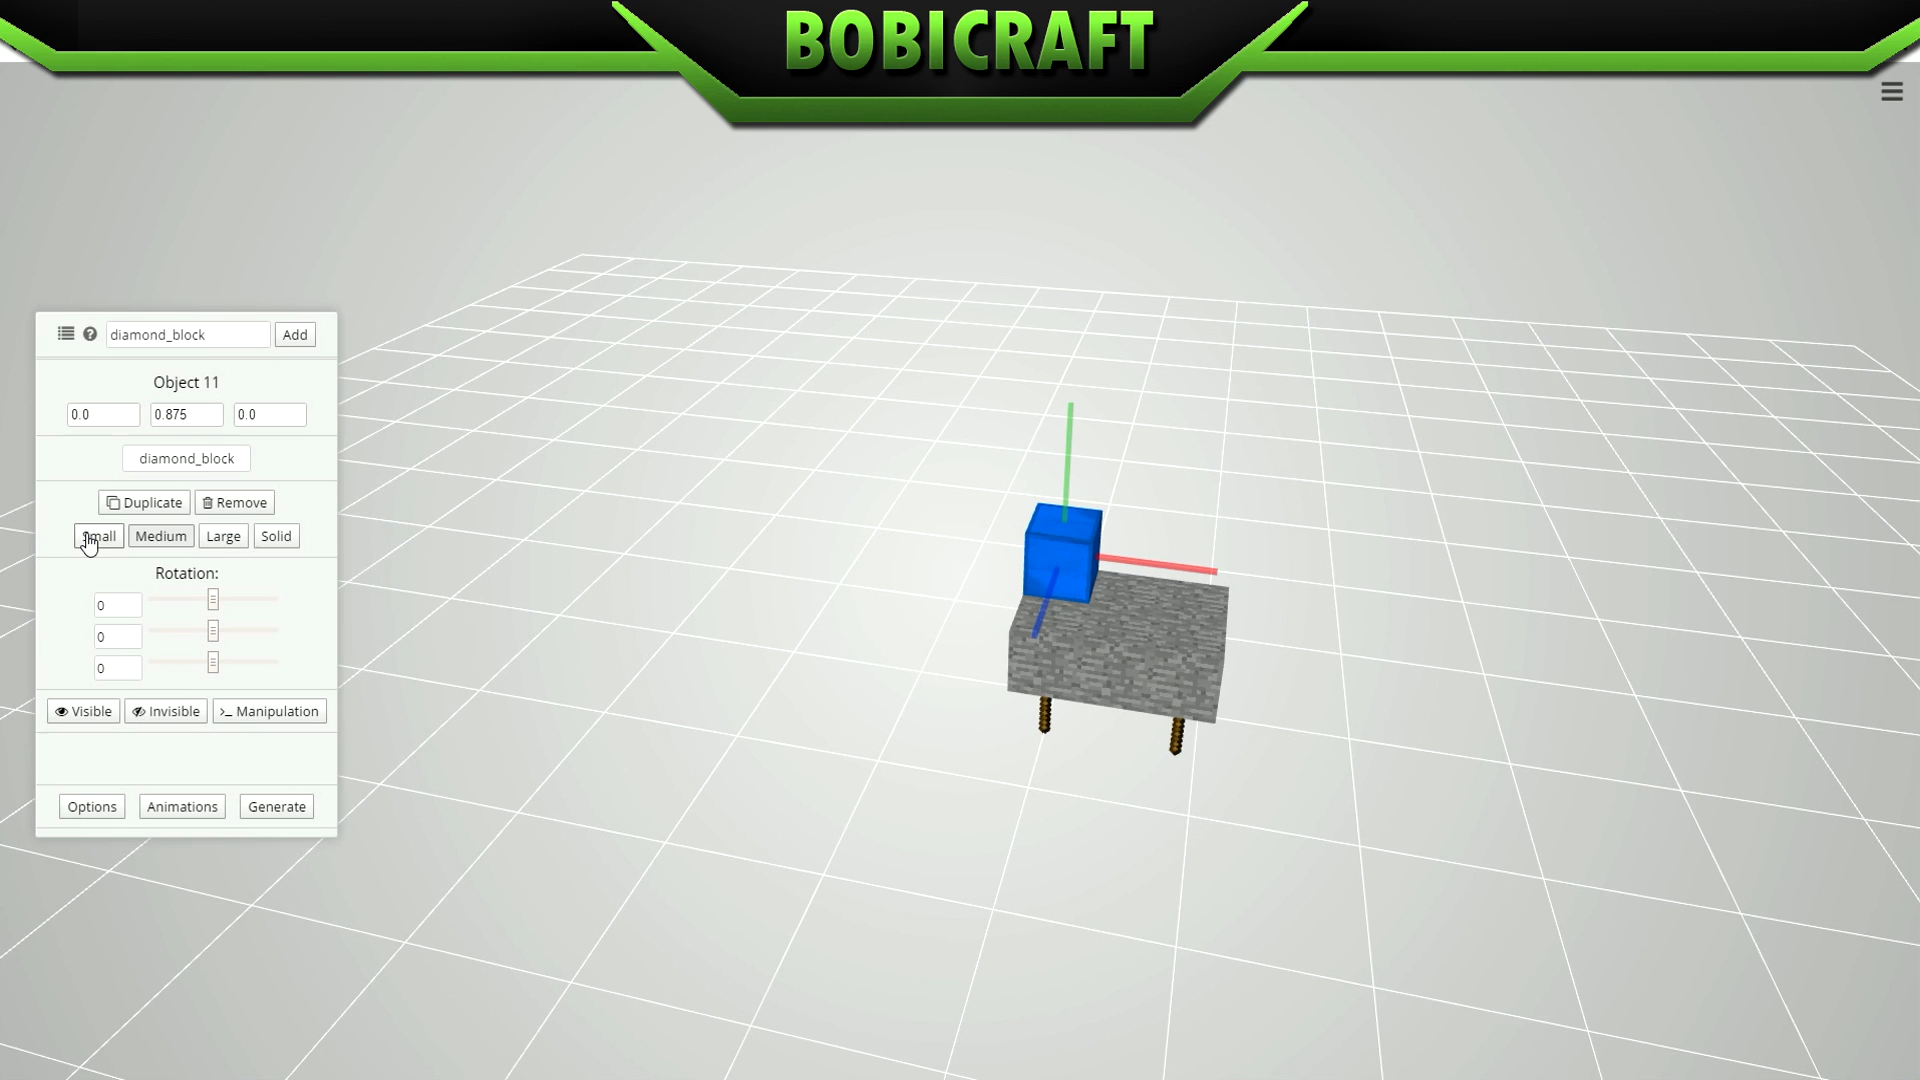 BOBICRAFT
diamond_block Add
Object 11
0.0 0.875 0.0
diamond_block
Duplicate Remove
Small Medium Large Solid
Rotation:
0
0
0
Visible Invisible >_ Manipulation
Options Animations Generate